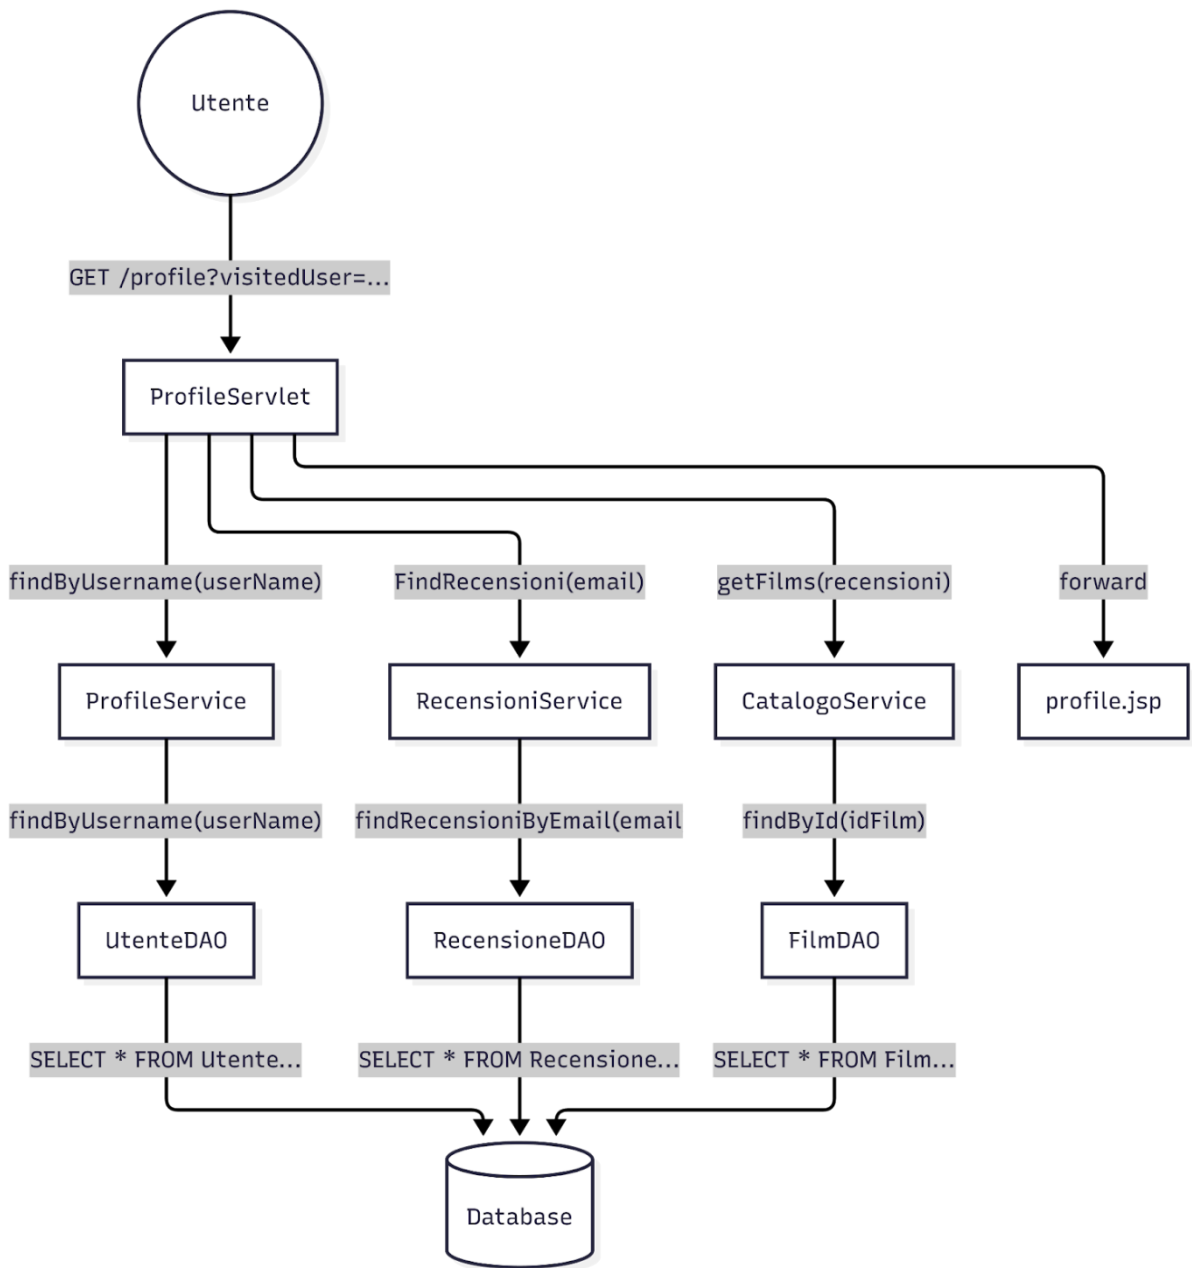 Utente
GET /profile?visitedUser=...
ProfileServlet
findByUsername(userName)
FindRecensioni(email)
getFilms(recensioni)
forward
ProfileService
RecensioniService
CatalogoService
profile.jsp
findByUsername(userName)
findRecensioniByEmail(email
findById(idFilm)
UtenteDAO
RecensioneDAO
FilmDAO
SELECT * FROM Utente...
SELECT * FROM Recensione...
SELECT * FROM Film...
Database